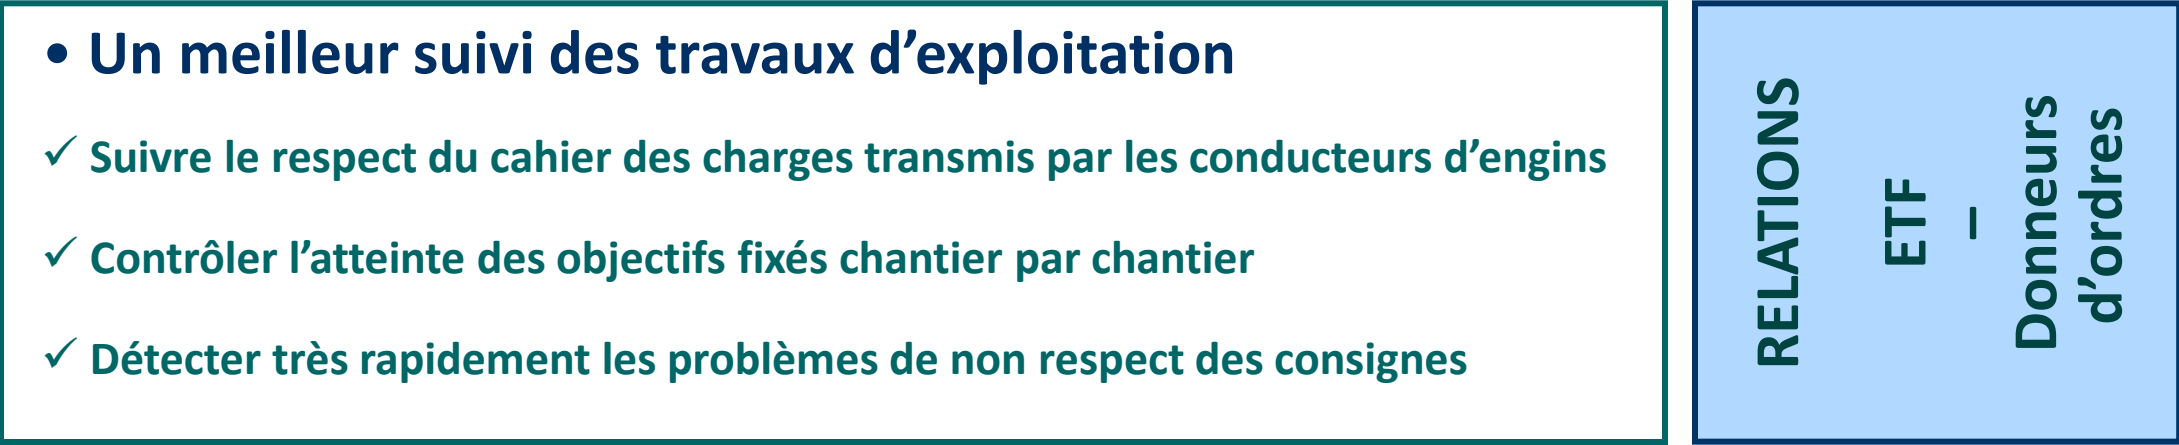 • Un meilleur suivi des travaux d’exploitation
✓ Suivre le respect du cahier des charges transmis par les conducteurs d’engins
✓ Contrôler l’atteinte des objectifs fixés chantier par chantier
✓ Détecter très rapidement les problèmes de non respect des consignes
RELATIONS
ETF
–
Donneurs
d’ordres